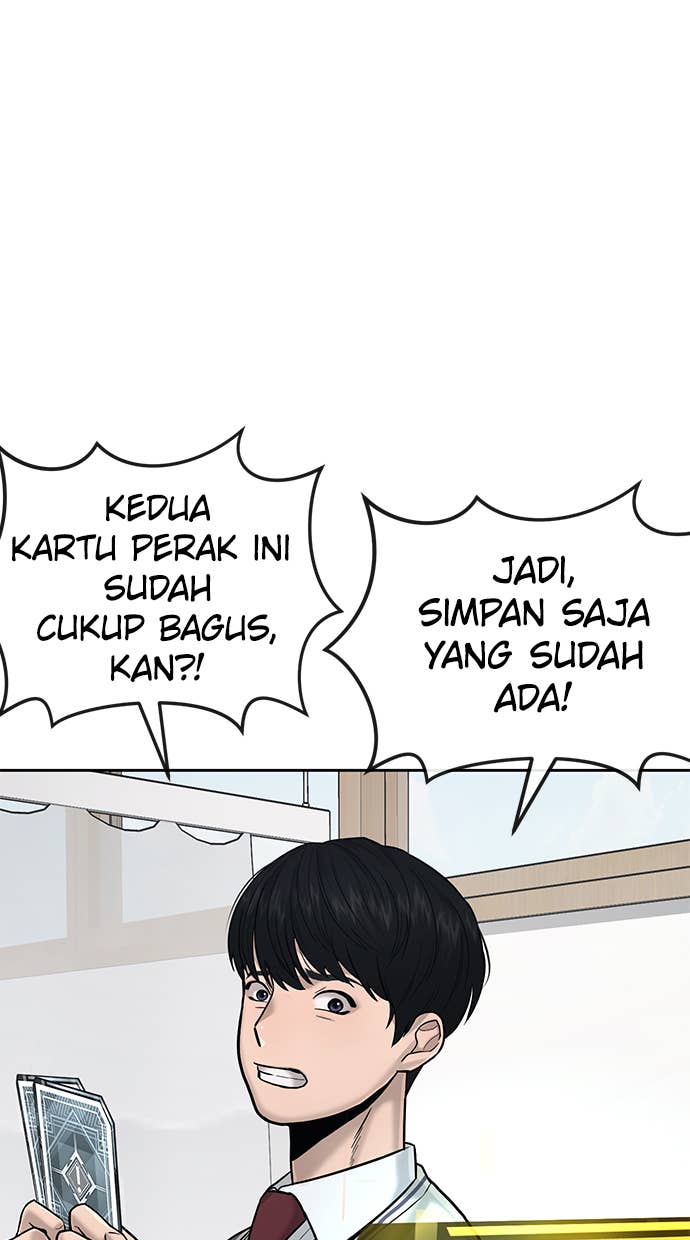 KEDUA
KARTU PERAK INI
SUDAH
CUKUP BAGUS,
KAN?!
JADI,
SIMPAN SAJA
YANG SUDAH
ADA!